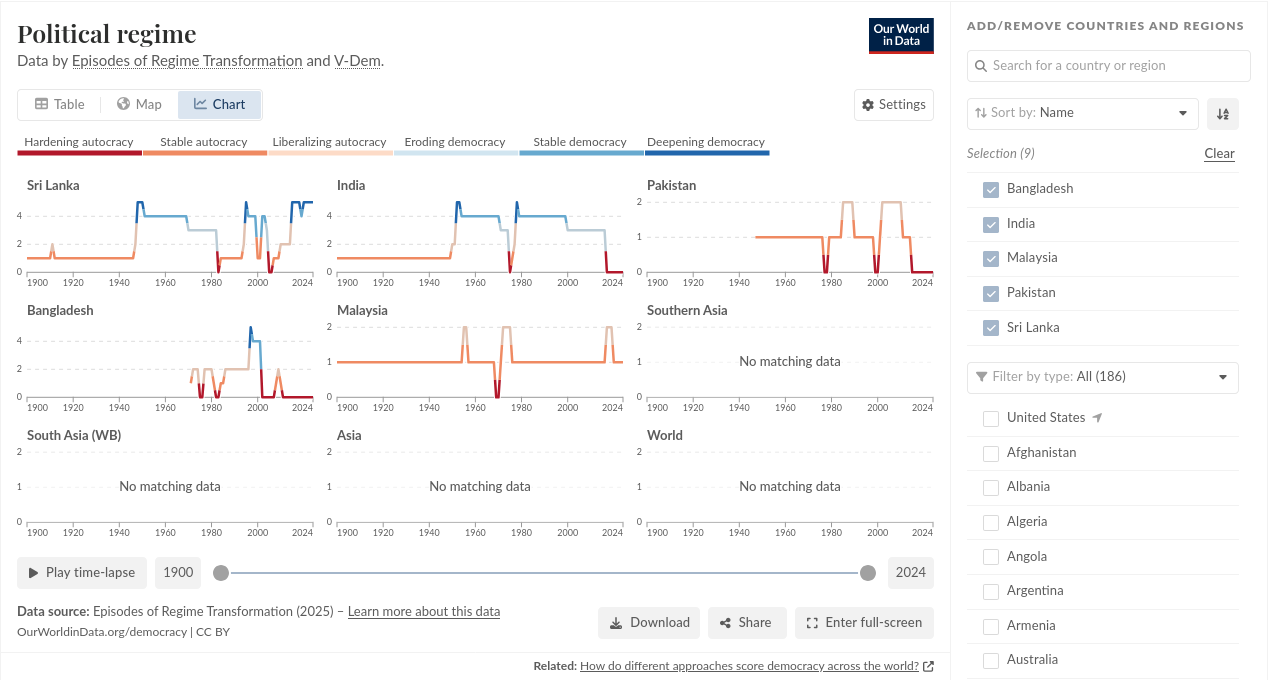 Political regime
Data by Episodes of Regime Transformation and V-Dem.
Our World
in Data
Table
Map
Chart
Settings
Hardening autocracy
Stable autocracy
Liberalizing autocracy
Eroding democracy
Stable democracy
Deepening democracy
Sri Lanka
4
2
0
1900 1920 1940 1960 1980 2000 2024
India
4
2
0
1900 1920 1940 1960 1980 2000 2024
Pakistan
2
1
0
1900 1920 1940 1960 1980 2000 2024
Bangladesh
4
2
0
1900 1920 1940 1960 1980 2000 2024
Malaysia
2
1
0
1900 1920 1940 1960 1980 2000 2024
Southern Asia
2
1
0
No matching data
1900 1920 1940 1960 1980 2000 2024
South Asia (WB)
2
1
0
No matching data
1900 1920 1940 1960 1980 2000 2024
Asia
2
1
0
No matching data
1900 1920 1940 1960 1980 2000 2024
World
2
1
0
No matching data
1900 1920 1940 1960 1980 2000 2024
Play time-lapse
1900
2024
Data source: Episodes of Regime Transformation (2025) – Learn more about this data
OurWorldinData.org/democracy | CC BY
Download
Share
Enter full-screen
Related: How do different approaches score democracy across the world?
ADD/REMOVE COUNTRIES AND REGIONS
Search for a country or region
Sort by: Name
Selection (9)
Clear
Bangladesh
India
Malaysia
Pakistan
Sri Lanka
Filter by type: All (186)
United States
Afghanistan
Albania
Algeria
Angola
Argentina
Armenia
Australia